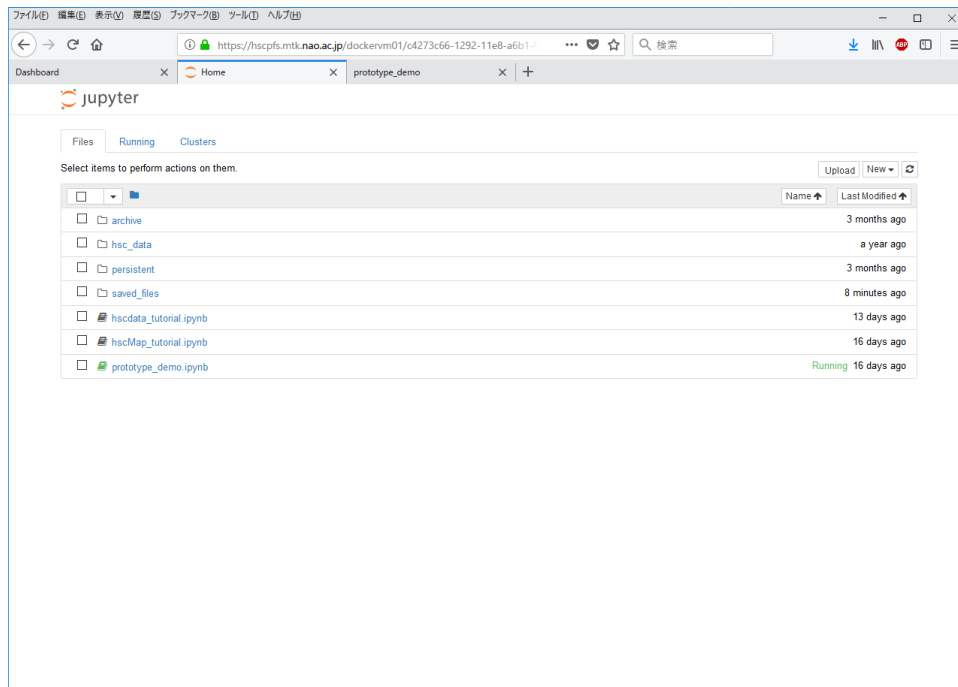 ファイル(F) 編集(E) 表示(V) 履歴(S) ブックマーク(B) ツール(T) ヘルプ(H)
https://hscpfs.mtk.nao.ac.jp/dockervm01/c4273c66-1292-11e8-a6b1- 検索 ABP
Dashboard Home prototype_demo
jupyter
Files Running Clusters
Select items to perform actions on them. Upload New
Name Last Modified
archive 3 months ago
hsc_data a year ago
persistent 3 months ago
saved_files 8 minutes ago
hscdata_tutorial.ipynb 13 days ago
hscMap_tutorial.ipynb 16 days ago
prototype_demo.ipynb Running 16 days ago